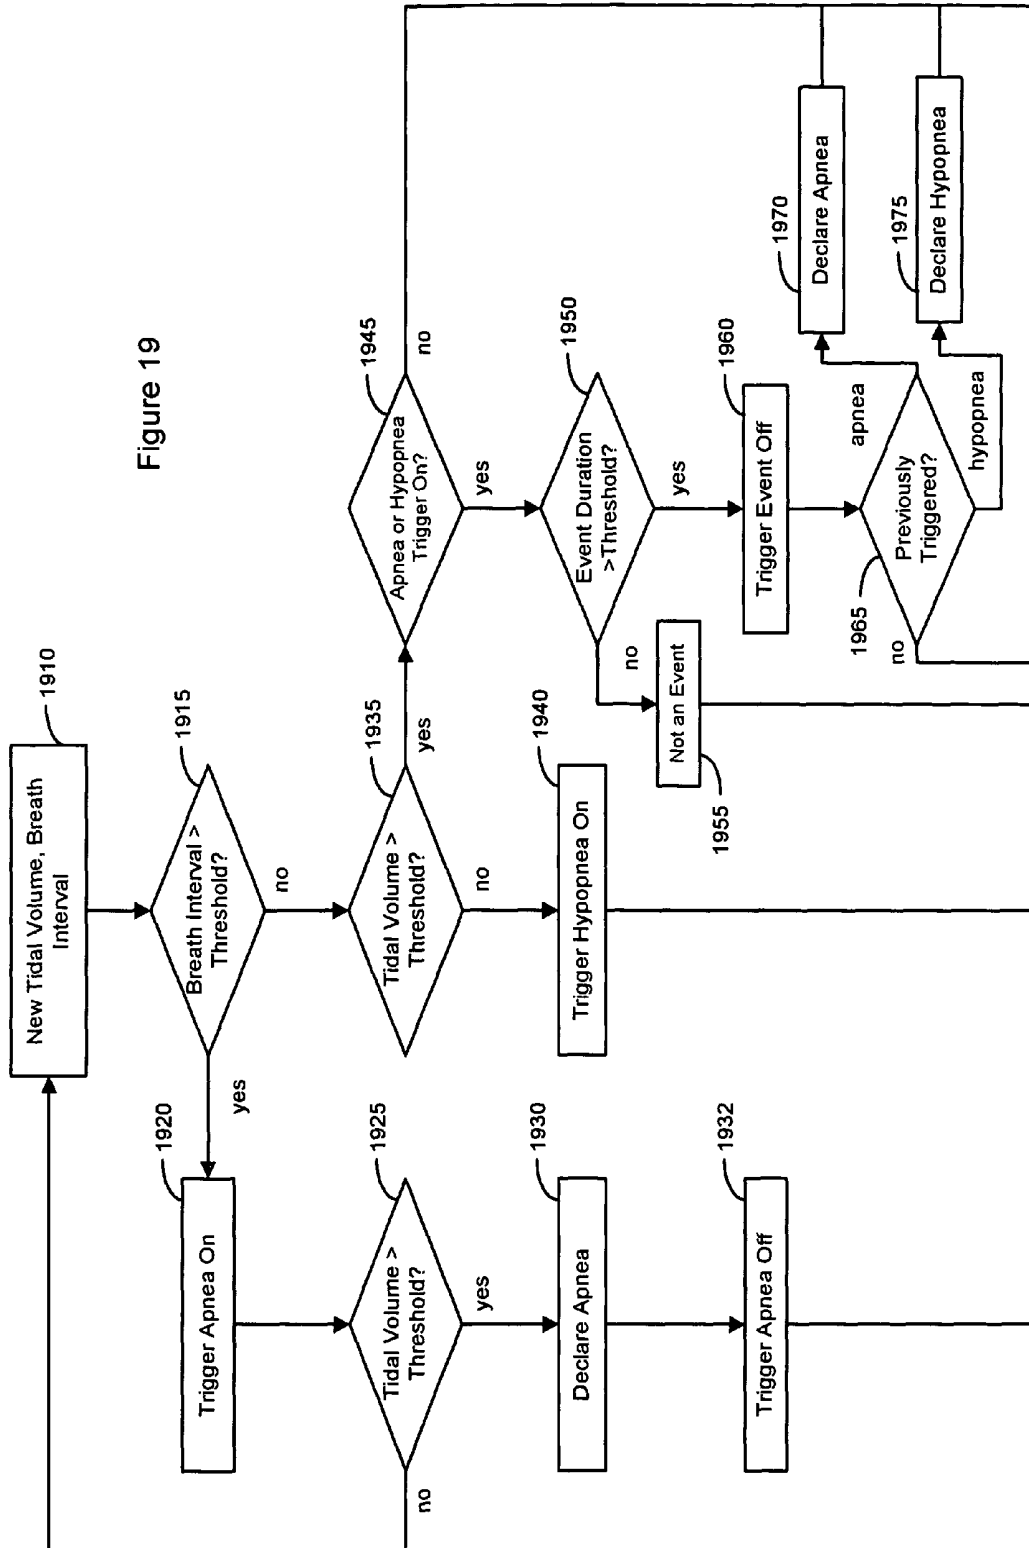 Figure 19
1910
New Tidal Volume, Breath
Interval
1915
Breath Interval >
Threshold?
yes
no
1920
Trigger Apnea On
1925
Tidal Volume >
Threshold?
no
yes
1930
Declare Apnea
1932
Trigger Apnea Off
1935
Tidal Volume >
Threshold?
yes
no
1940
Trigger Hypopnea On
1945
Apnea or Hypopnea
Trigger On?
no
yes
1950
Event Duration
>Threshold?
no
yes
Not an Event
1955
1960
Trigger Event Off
1965
Previously
Triggered?
no
apnea
hypopnea
1970
Declare Apnea
1975
Declare Hypopnea